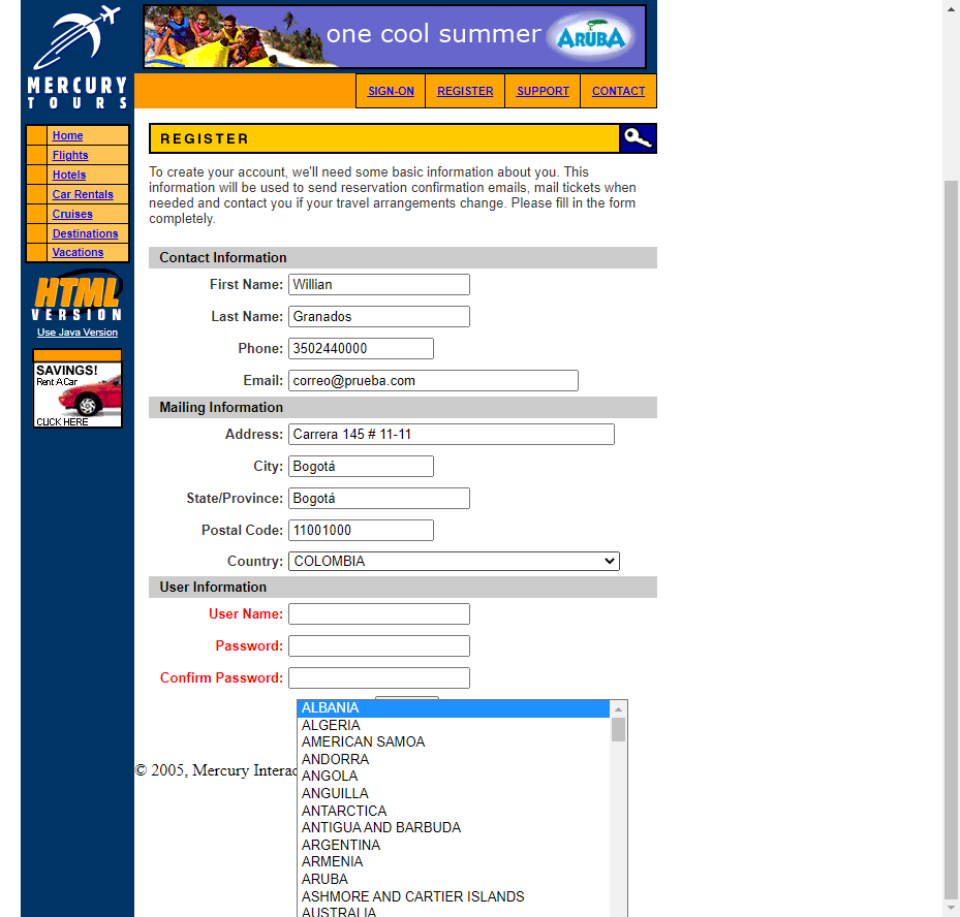 one cool summer ARUBA
MERCURY
TOURS
SIGN-ON REGISTER SUPPORT CONTACT
Home
Flights
Hotels
Car Rentals
Cruises
Destinations
Vacations
HTML
VERSION
Use Java Version
SAVINGS!
Rent A Car
CLICK HERE
REGISTER
To create your account, we'll need some basic information about you. This
information will be used to send reservation confirmation emails, mail tickets when
needed and contact you if your travel arrangements change. Please fill in the form
completely.
Contact Information
First Name: Willian
Last Name: Granados
Phone: 3502440000
Email: correo@prueba.com
Mailing Information
Address: Carrera 145 # 11-11
City: Bogotá
State/Province: Bogotá
Postal Code: 11001000
Country: COLOMBIA
User Information
User Name:
Password:
Confirm Password:
ALBANIA
ALGERIA
AMERICAN SAMOA
ANDORRA
ANGOLA
ANGUILLA
ANTARCTICA
ANTIGUA AND BARBUDA
ARGENTINA
ARMENIA
ARUBA
ASHMORE AND CARTIER ISLANDS
AUSTRALIA
© 2005, Mercury Interac